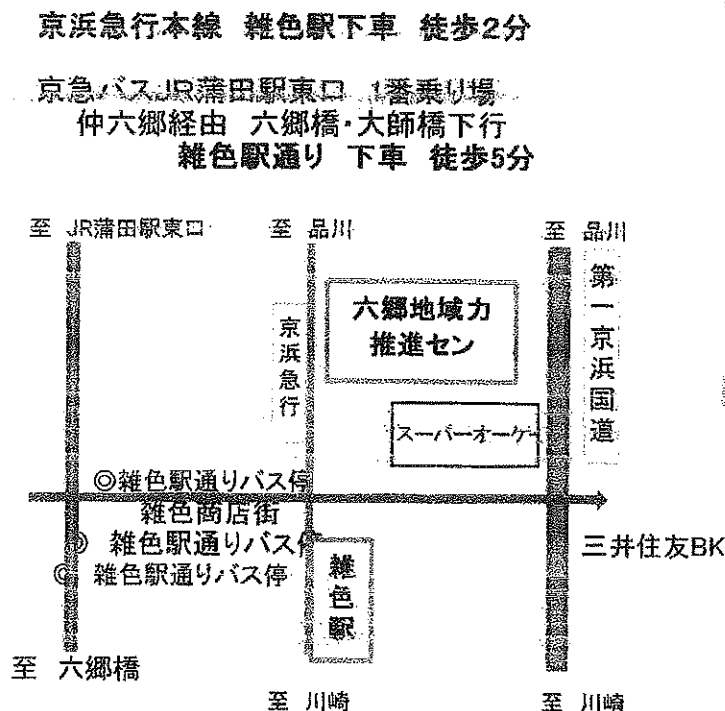 京浜急行本線 雑色駅下車 徒歩2分
京急バスJR蒲田駅東口 1番乗り場
仲六郷経由 六郷橋・大師橋下行
雑色駅通り 下車 徒歩5分
至 JR蒲田駅東口
至 品川
至 品川
第一京浜国道
京浜急行
六郷地域力
推進セン
スーパーオーケ
◎雑色駅通りバス停
雑色商店街
◎ 雑色駅通りバス停
◎ 雑色駅通りバス停
雑色駅
三井住友BK
至 六郷橋
至 川崎
至 川崎